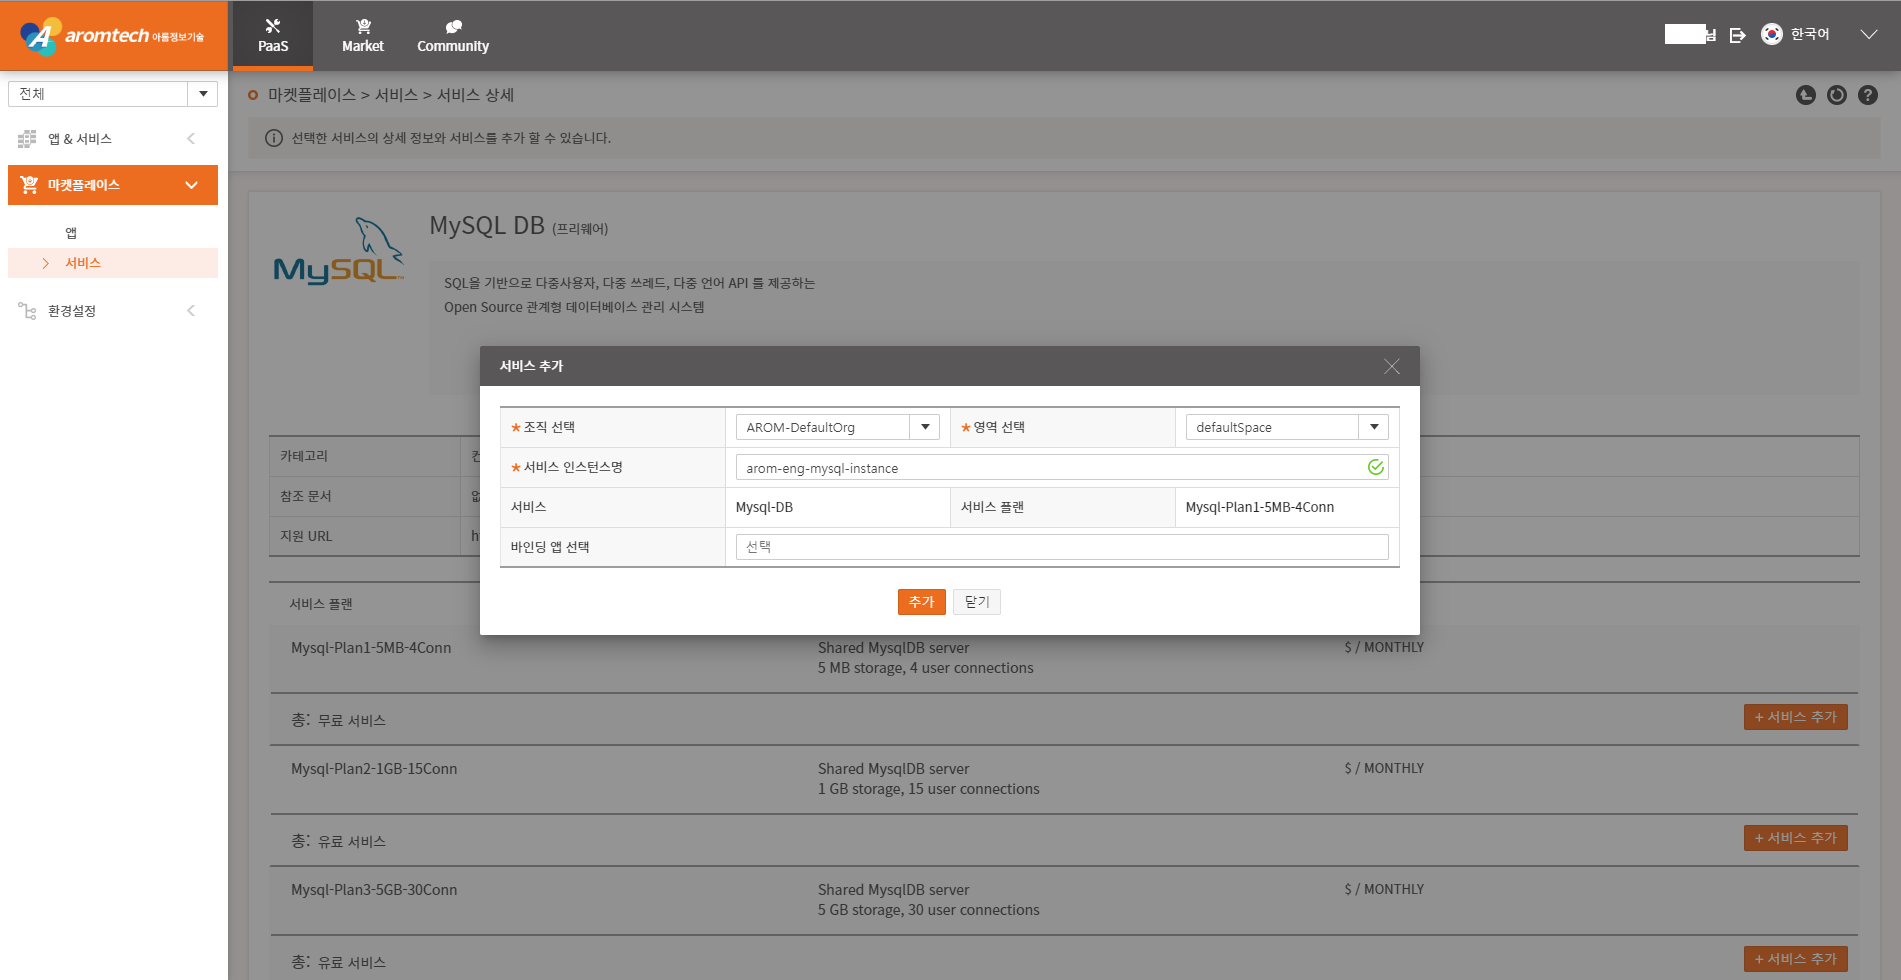 aromtech 아롬정보기술
PaaS
Market
Community
님
한국어
전체
앱 & 서비스
마켓플레이스
앱
서비스
환경설정
마켓플레이스 > 서비스 > 서비스 상세
선택한 서비스의 상세 정보와 서비스를 추가 할 수 있습니다.
MySQL DB (프리웨어)
MySQL™
SQL을 기반으로 다중사용자, 다중 쓰레드, 다중 언어 API 를 제공하는
Open Source 관계형 데이터베이스 관리 시스템
서비스 추가
*조직 선택 AROM-DefaultOrg *영역 선택 defaultSpace
*서비스 인스턴스명 arom-eng-mysql-instance
서비스 Mysql-DB 서비스 플랜 Mysql-Plan1-5MB-4Conn
바인딩 앱 선택 선택
추가 닫기
카테고리
참조 문서
지원 URL
서비스 플랜
Mysql-Plan1-5MB-4Conn Shared MysqlDB server $ / MONTHLY
5 MB storage, 4 user connections
총: 무료 서비스 + 서비스 추가
Mysql-Plan2-1GB-15Conn Shared MysqlDB server $ / MONTHLY
1 GB storage, 15 user connections
총: 유료 서비스 + 서비스 추가
Mysql-Plan3-5GB-30Conn Shared MysqlDB server $ / MONTHLY
5 GB storage, 30 user connections
총: 유료 서비스 + 서비스 추가